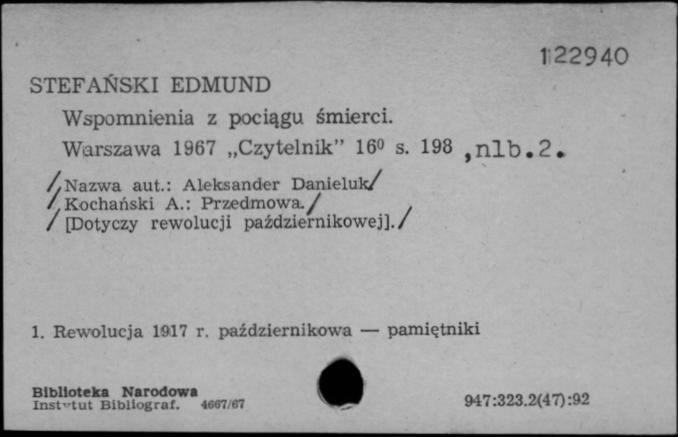 122940
STEFAŃSKI EDMUND
Wspomnienia z pociągu śmierci.
Warszawa 1967 „Czytelnik” 16⁰ s. 198 ,nlb.2.
/Nazwa aut.: Aleksander Danieluk/
/Kochański A.: Przedmowa./
/[Dotyczy rewolucji październikowej]./
1. Rewolucja 1917 r. październikowa — pamiętniki
Biblioteka Narodowa
Instytut Bibliograf. 4667/67
947:323.2(47):92